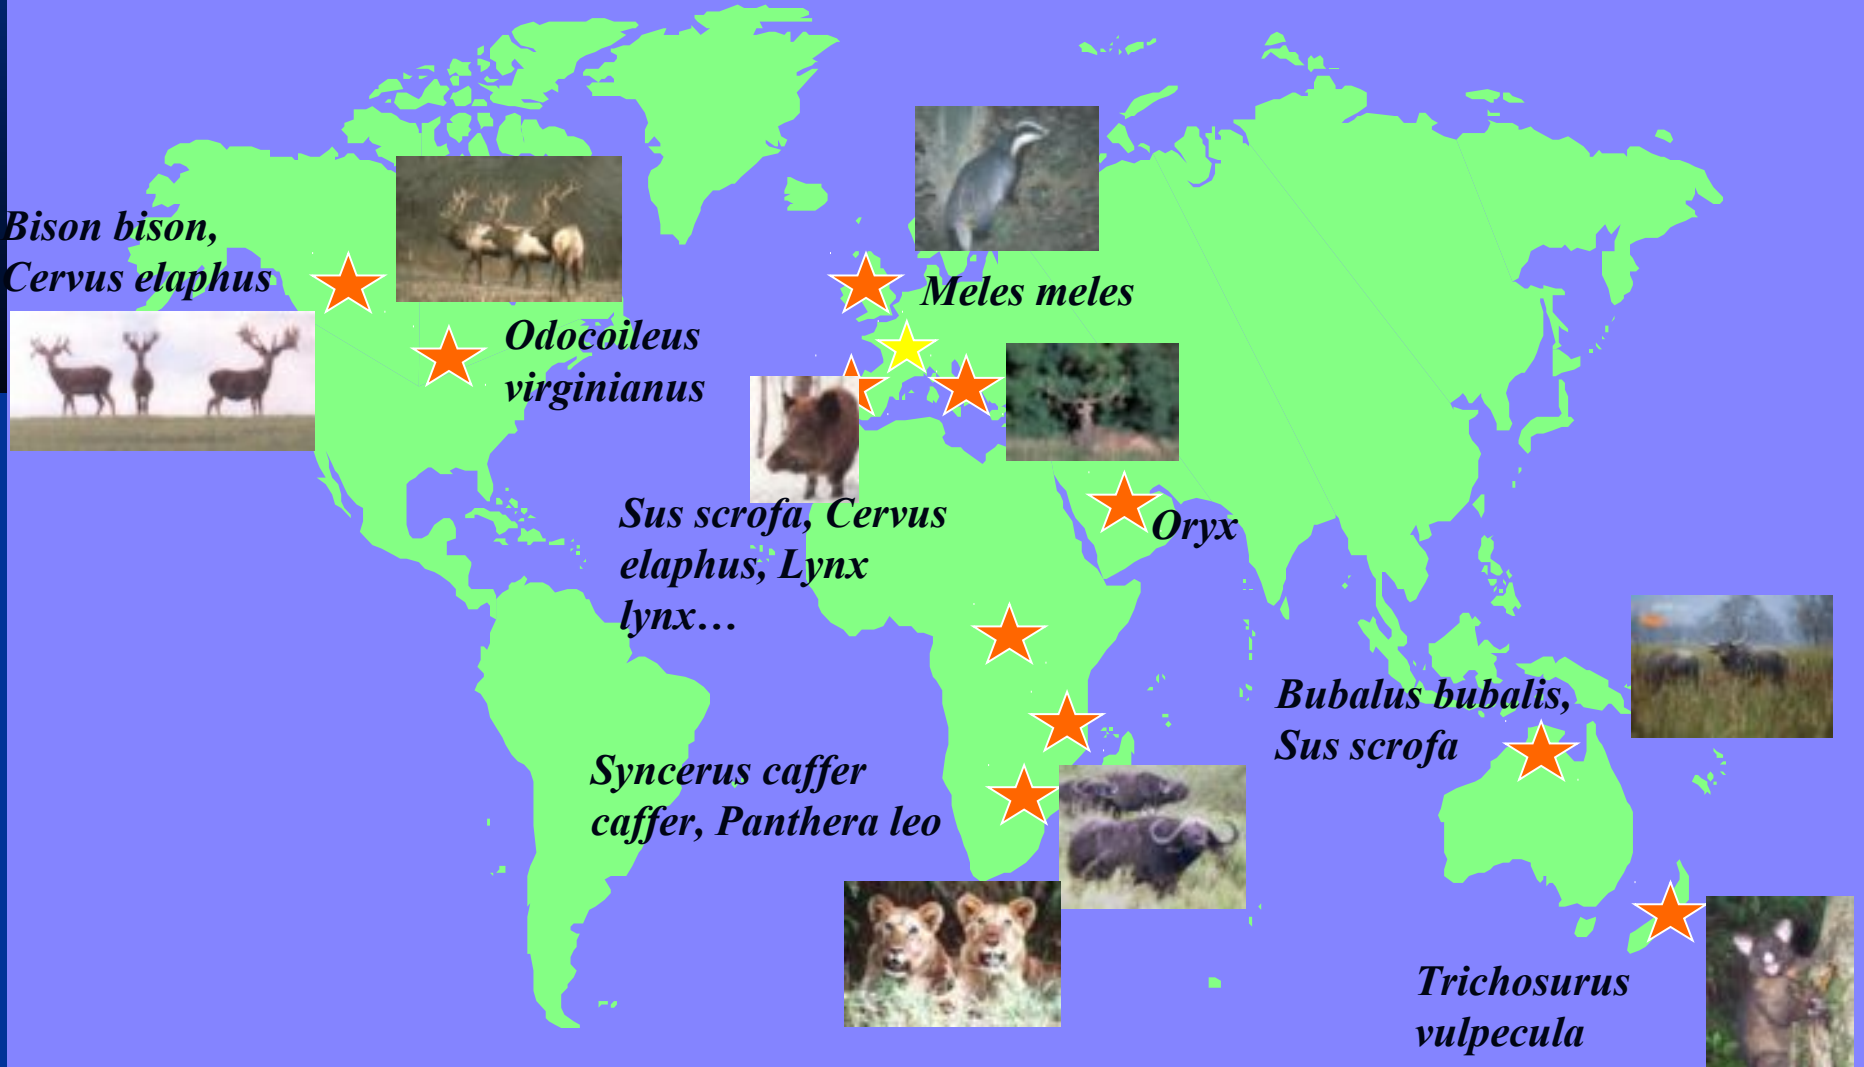 Bison bison,
Cervus elaphus
Odocoileus
virginianus
Meles meles
Sus scrofa, Cervus
elaphus, Lynx
lynx…
Oryx
Syncerus caffer
caffer, Panthera leo
Bubalus bubalis,
Sus scrofa
Trichosurus
vulpecula